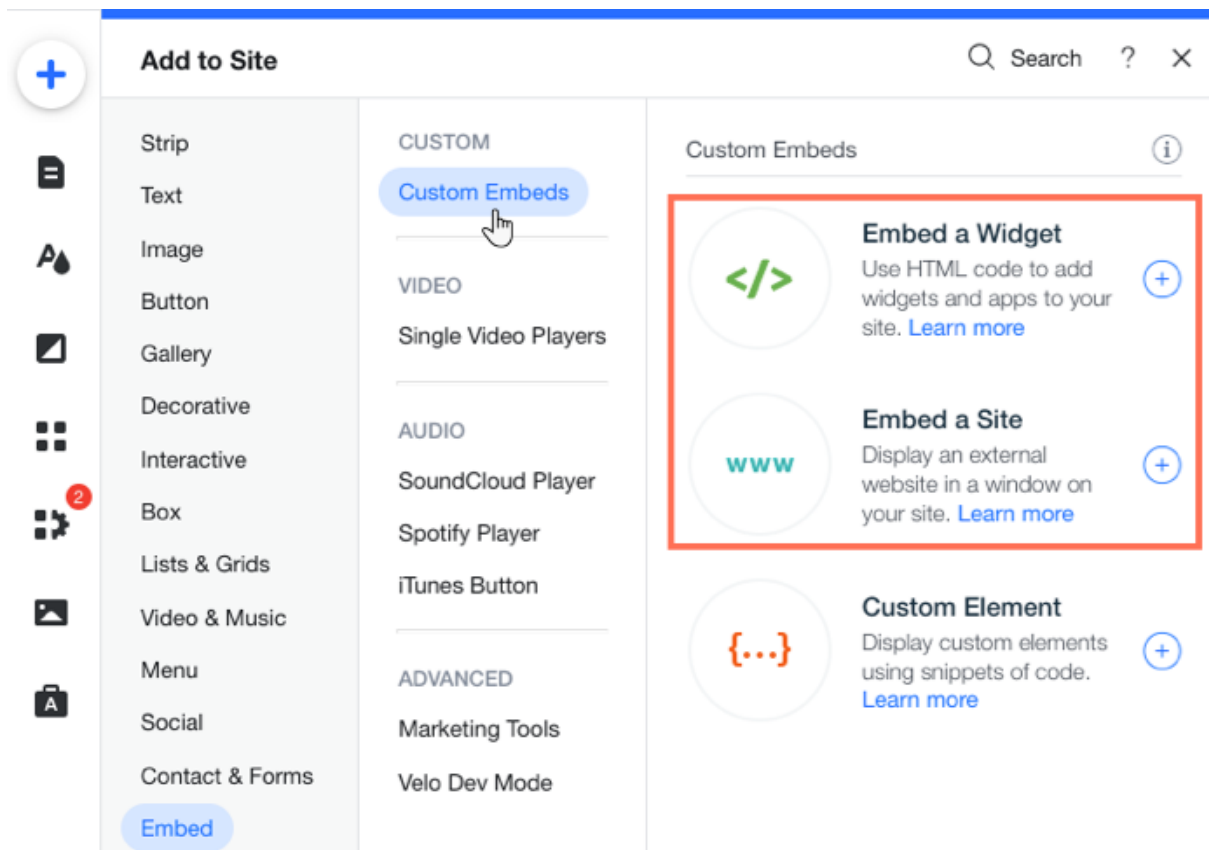 Add to Site
Search
?
×
Strip
Text
Image
Button
Gallery
Decorative
Interactive
Box
Lists & Grids
Video & Music
Menu
Social
Contact & Forms
Embed
A
2
A
CUSTOM
Custom Embeds
VIDEO
Single Video Players
AUDIO
SoundCloud Player
Spotify Player
iTunes Button
ADVANCED
Marketing Tools
Velo Dev Mode
Custom Embeds
i
</>
Embed a Widget
Use HTML code to add
widgets and apps to your
site. Learn more
www
Embed a Site
Display an external
website in a window on
your site. Learn more
{...}
Custom Element
Display custom elements
using snippets of code.
Learn more